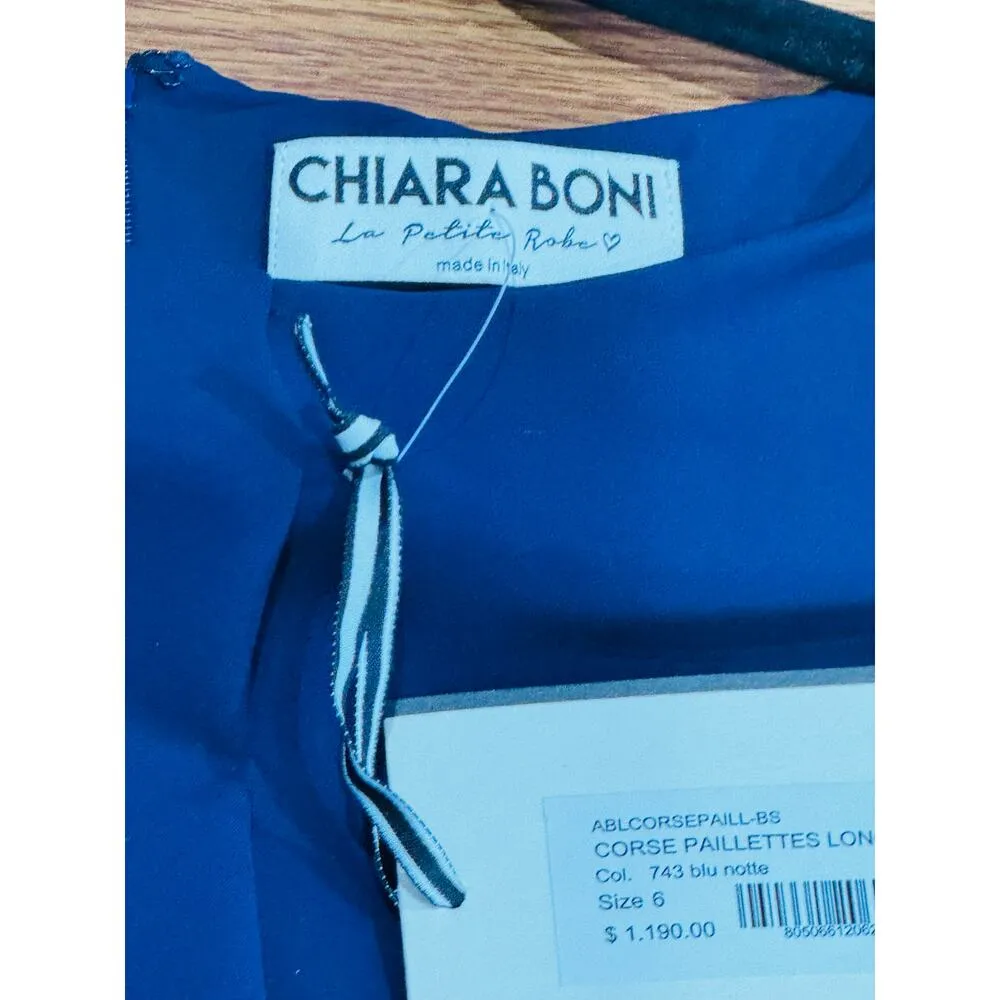 CHIARA BONI
La Petite Robe
made in Italy
ABLCORSEPAILL-BS
CORSE PAILLETTES LON
Col. 743 blu notte
Size 6
$ 1.190.00